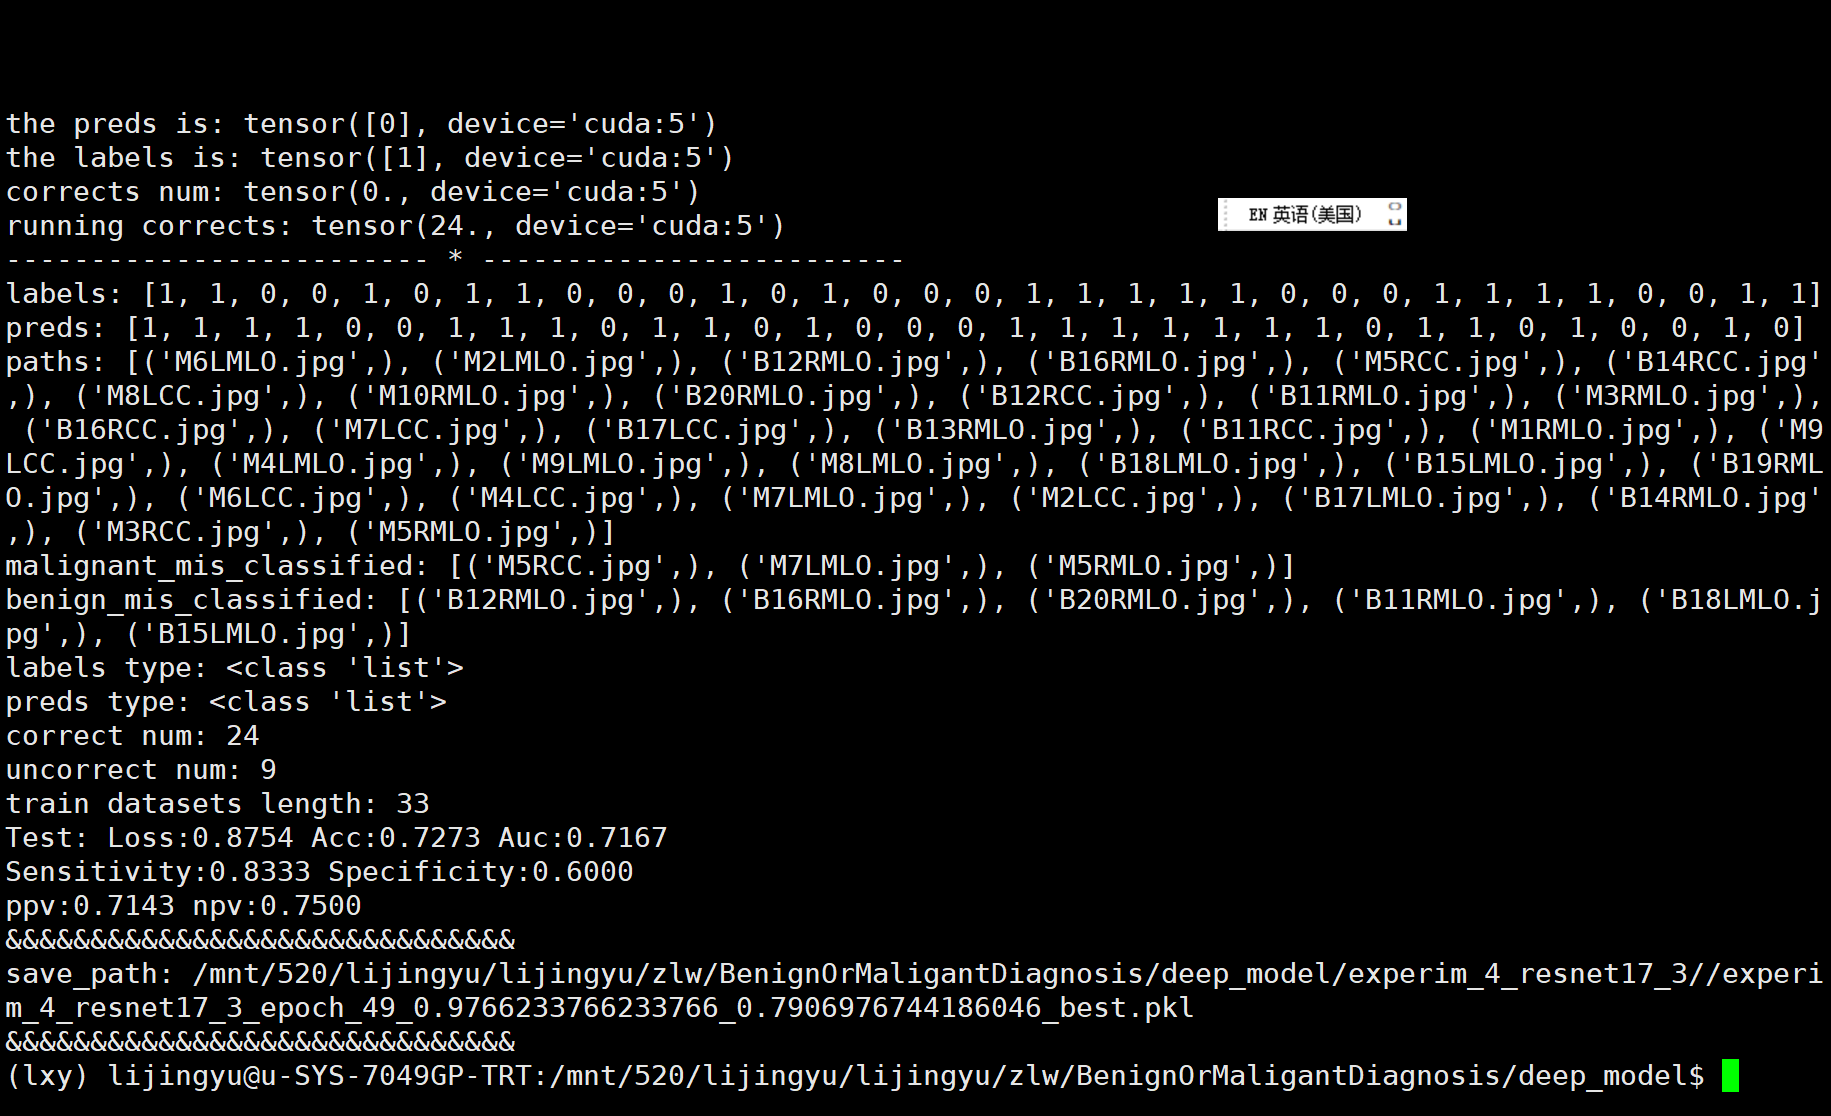 the preds is: tensor([0], device='cuda:5')
the labels is: tensor([1], device='cuda:5')
corrects num: tensor(0., device='cuda:5')
running corrects: tensor(24., device='cuda:5')
EN 英语(美国)
------------------------- * -------------------------
labels: [1, 1, 0, 0, 1, 0, 1, 1, 0, 0, 0, 1, 0, 1, 0, 0, 0, 1, 1, 1, 1, 1, 0, 0, 0, 1, 1, 1, 1, 0, 0, 1, 1]
preds: [1, 1, 1, 1, 0, 0, 1, 1, 1, 0, 1, 1, 0, 1, 0, 0, 0, 1, 1, 1, 1, 1, 1, 1, 0, 1, 1, 0, 1, 0, 0, 1, 0]
paths: [('M6LMLO.jpg',), ('M2LMLO.jpg',), ('B12RMLO.jpg',), ('B16RMLO.jpg',), ('M5RCC.jpg',), ('B14RCC.jpg'
,), ('M8LCC.jpg',), ('M10RMLO.jpg',), ('B20RMLO.jpg',), ('B12RCC.jpg',), ('B11RMLO.jpg',), ('M3RMLO.jpg',),
('B16RCC.jpg',), ('M7LCC.jpg',), ('B17LCC.jpg',), ('B13RMLO.jpg',), ('B11RCC.jpg',), ('M1RMLO.jpg',), ('M9
LCC.jpg',), ('M4LMLO.jpg',), ('M9LMLO.jpg',), ('M8LMLO.jpg',), ('B18LMLO.jpg',), ('B15LMLO.jpg',), ('B19RML
O.jpg',), ('M6LCC.jpg',), ('M4LCC.jpg',), ('M7LMLO.jpg',), ('M2LCC.jpg',), ('B17LMLO.jpg',), ('B14RMLO.jpg'
,), ('M3RCC.jpg',), ('M5RMLO.jpg',)]
malignant_mis_classified: [('M5RCC.jpg',), ('M7LMLO.jpg',), ('M5RMLO.jpg',)]
benign_mis_classified: [('B12RMLO.jpg',), ('B16RMLO.jpg',), ('B20RMLO.jpg',), ('B11RMLO.jpg',), ('B18LMLO.j
pg',), ('B15LMLO.jpg',)]
labels type: <class 'list'>
preds type: <class 'list'>
correct num: 24
uncorrect num: 9
train datasets length: 33
Test: Loss:0.8754 Acc:0.7273 Auc:0.7167
Sensitivity:0.8333 Specificity:0.6000
ppv:0.7143 npv:0.7500
&&&&&&&&&&&&&&&&&&&&&&&&&&&&&&
save_path: /mnt/520/lijingyu/lijingyu/zlw/BenignOrMaligantDiagnosis/deep_model/experim_4_resnet17_3//experi
m_4_resnet17_3_epoch_49_0.9766233766233766_0.7906976744186046_best.pkl
&&&&&&&&&&&&&&&&&&&&&&&&&&&&&&
(lxy) lijingyu@u-SYS-7049GP-TRT:/mnt/520/lijingyu/lijingyu/zlw/BenignOrMaligantDiagnosis/deep_model$